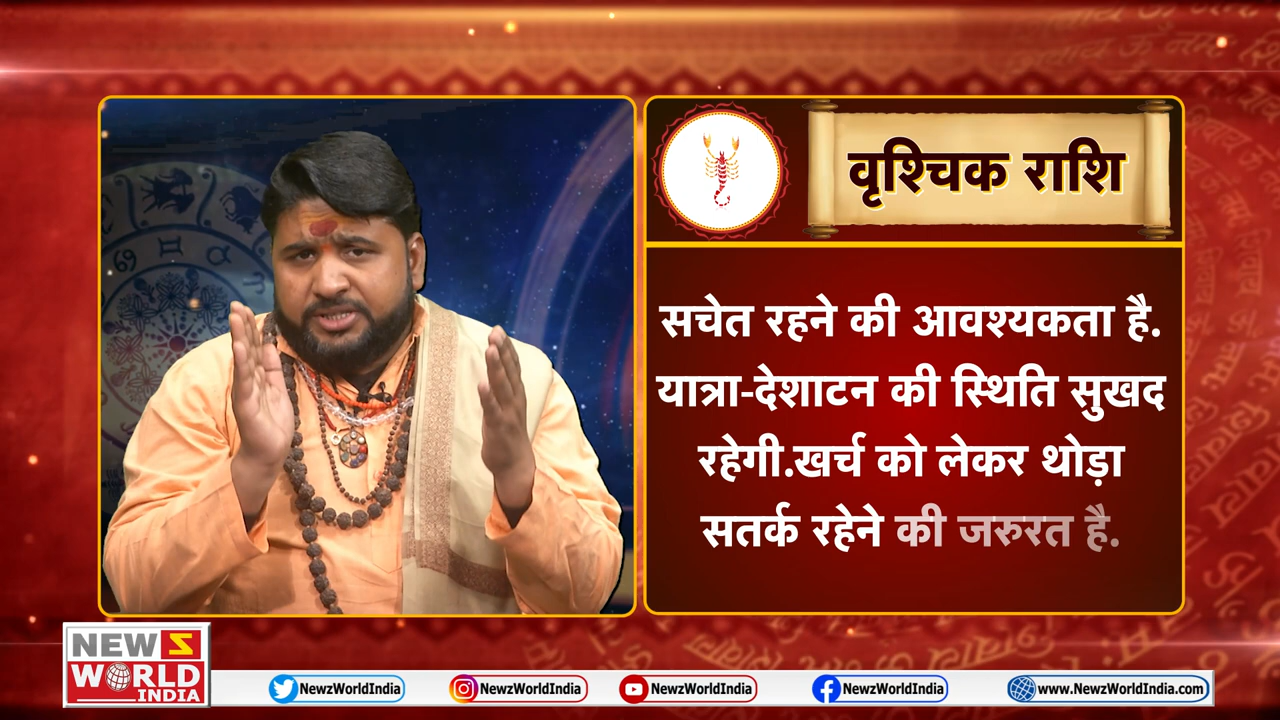 वृश्चिक राशि
सचेत रहने की आवश्यकता है.
यात्रा-देशाटन की स्थिति सुखद
रहेगी.खर्च को लेकर थोड़ा
सतर्क रहेने की जरुरत है.
NEWS
WORLD
INDIA
NewzWorldIndia
NewzWorldIndia
NewzWorldIndia
NewzWorldIndia
www.NewzWorldIndia.com